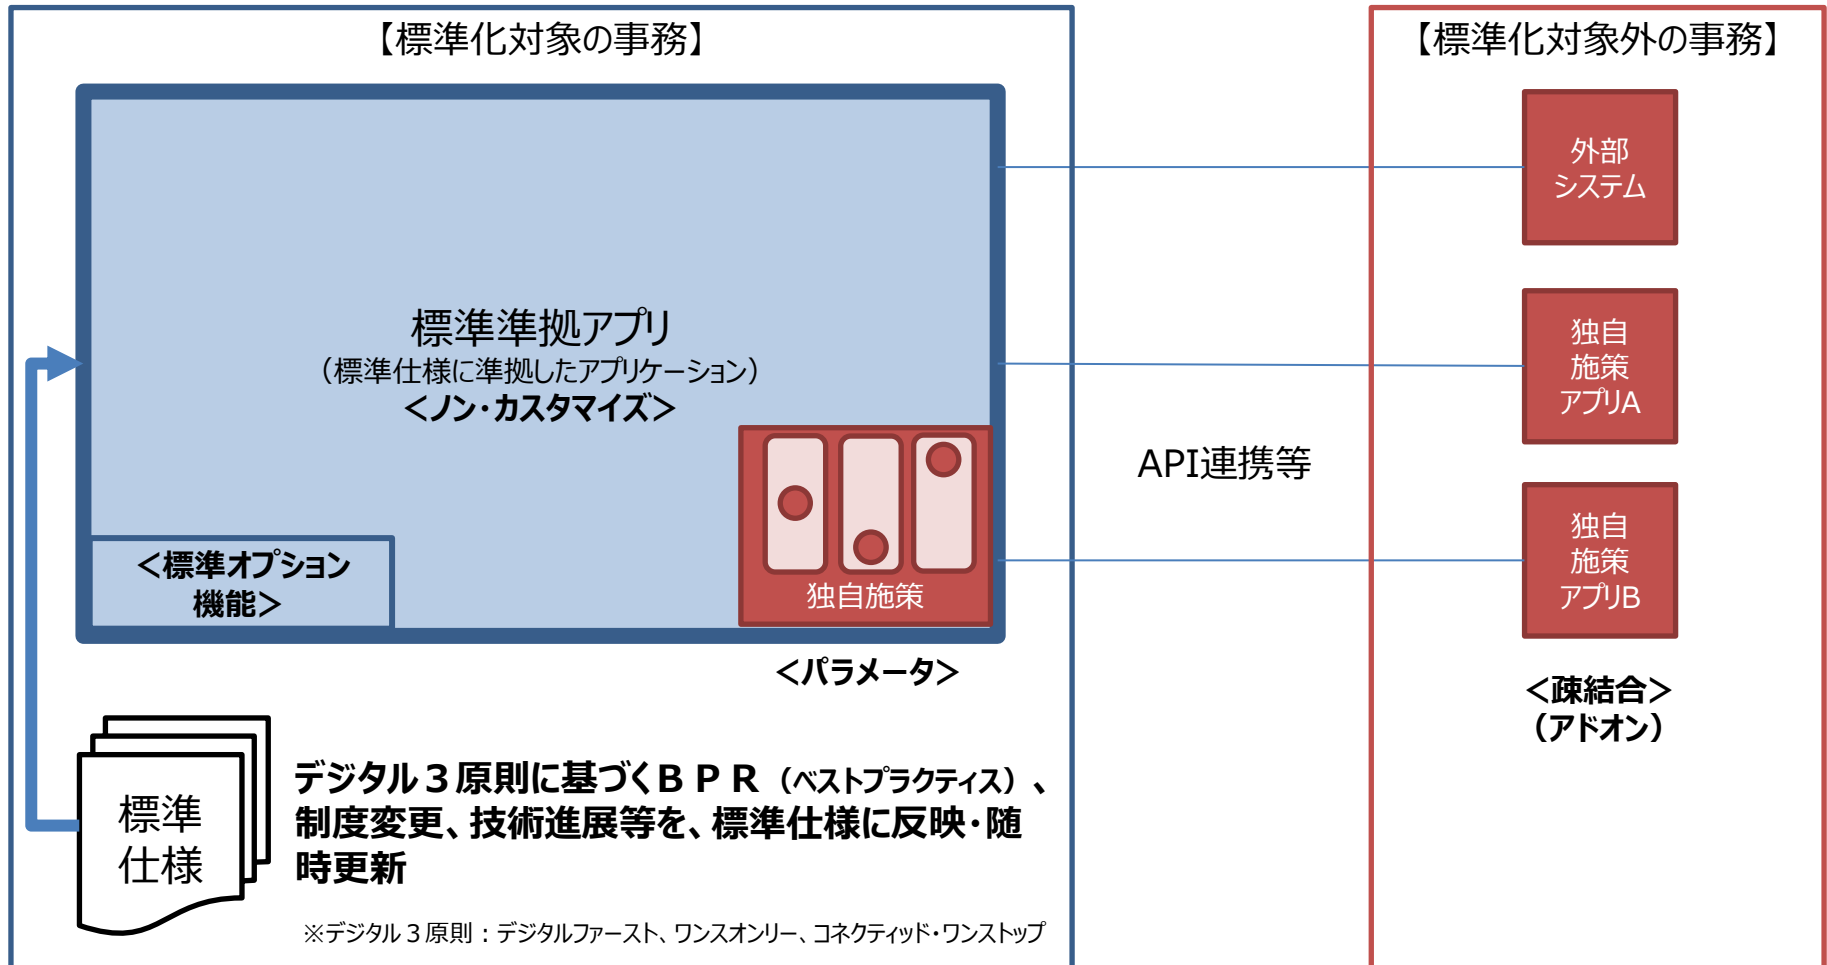 【標準化対象の事務】
【標準化対象外の事務】
標準準拠アプリ
（標準仕様に準拠したアプリケーション）
＜ノン・カスタマイズ＞
＜標準オプション
機能＞
独自施策
＜パラメータ＞
API連携等
外部
システム
独自
施策
アプリA
独自
施策
アプリB
＜疎結合＞
（アドオン）
標準
仕様
デジタル３原則に基づくＢＰＲ（ベストプラクティス）、
制度変更、技術進展等を、標準仕様に反映・随
時更新
※デジタル３原則：デジタルファースト、ワンスオンリー、コネクティッド・ワンストップ